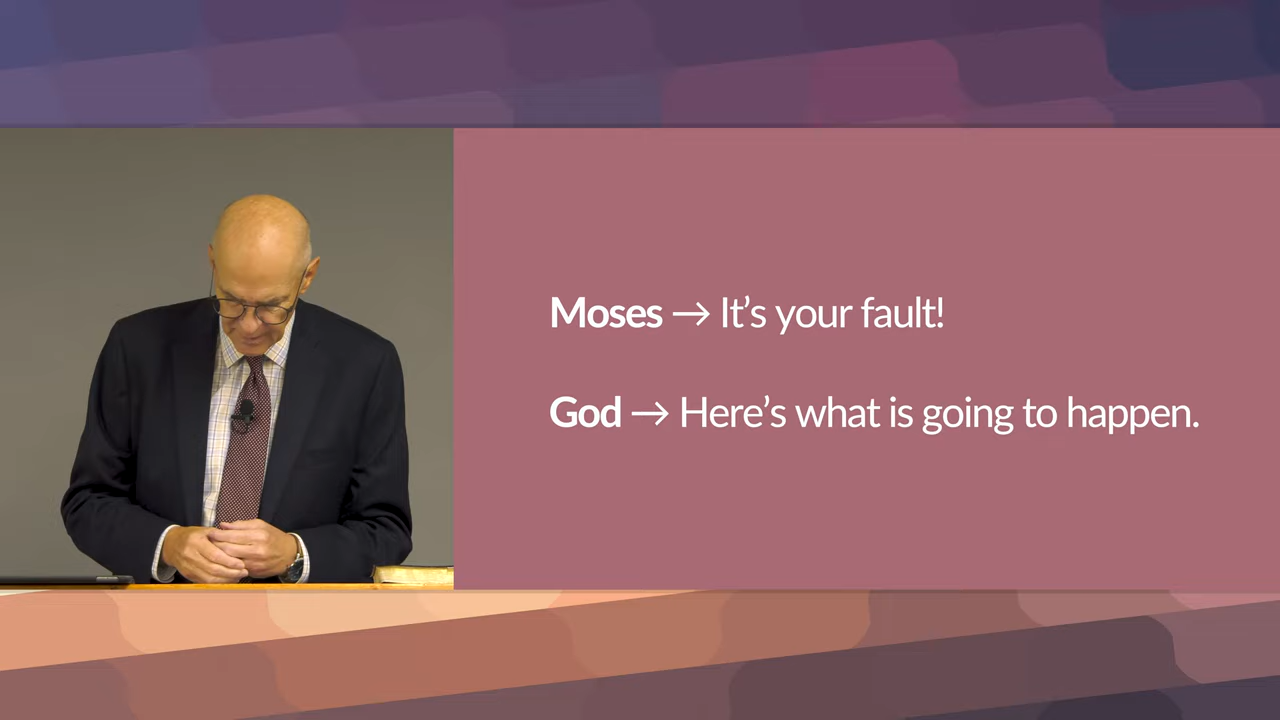 Moses → It’s your fault!
God → Here’s what is going to happen.